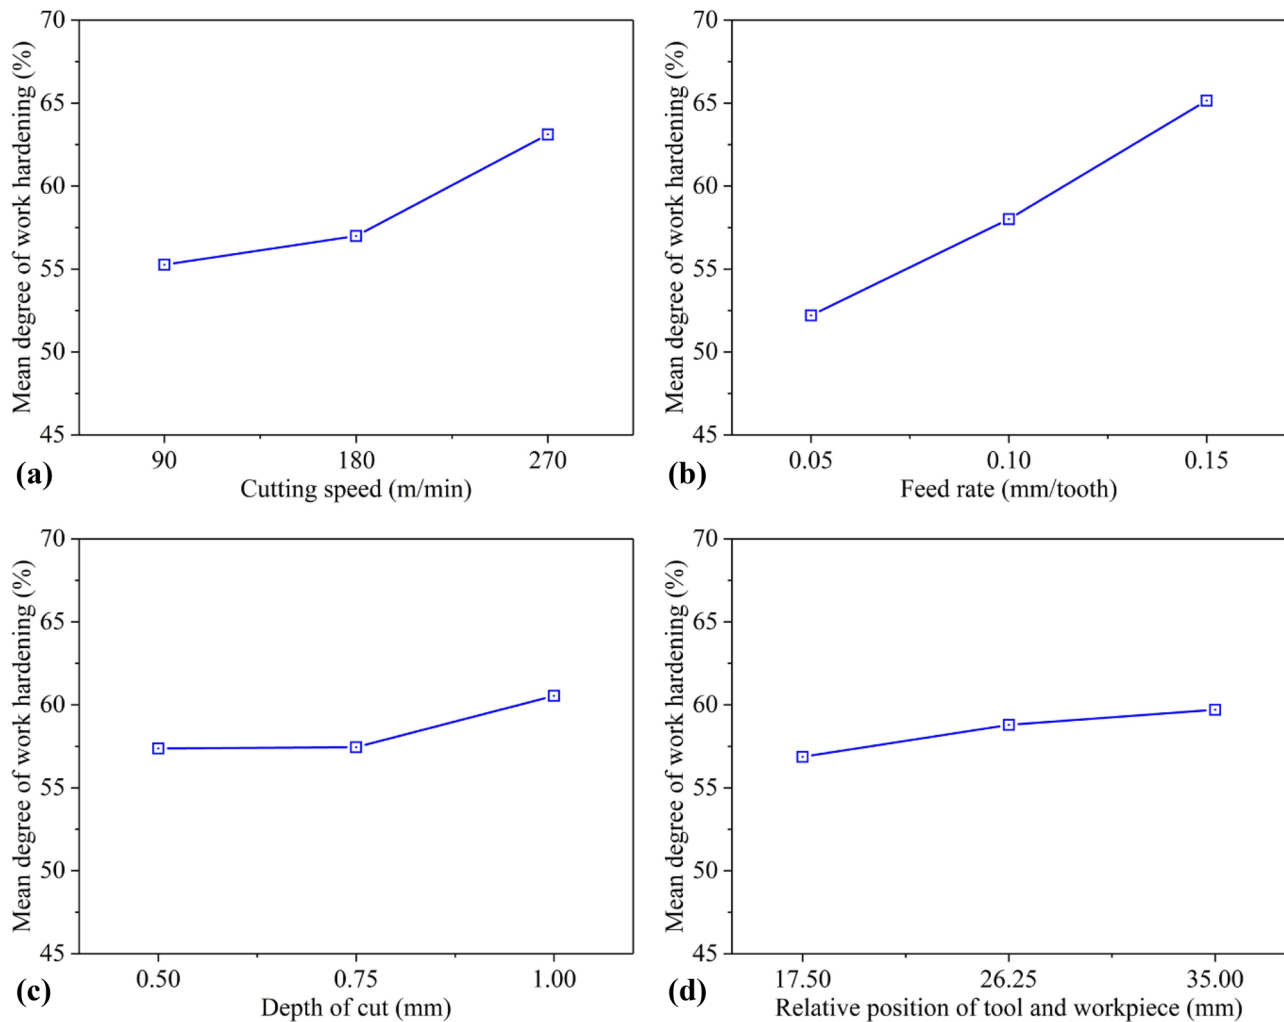 Mean degree of work hardening (%)
70
65
60
55
50
45
90 180 270
(a) Cutting speed (m/min)
Mean degree of work hardening (%)
70
65
60
55
50
45
0.05 0.10 0.15
(b) Feed rate (mm/tooth)
Mean degree of work hardening (%)
70
65
60
55
50
45
0.50 0.75 1.00
(c) Depth of cut (mm)
Mean degree of work hardening (%)
70
65
60
55
50
45
17.50 26.25 35.00
(d) Relative position of tool and workpiece (mm)